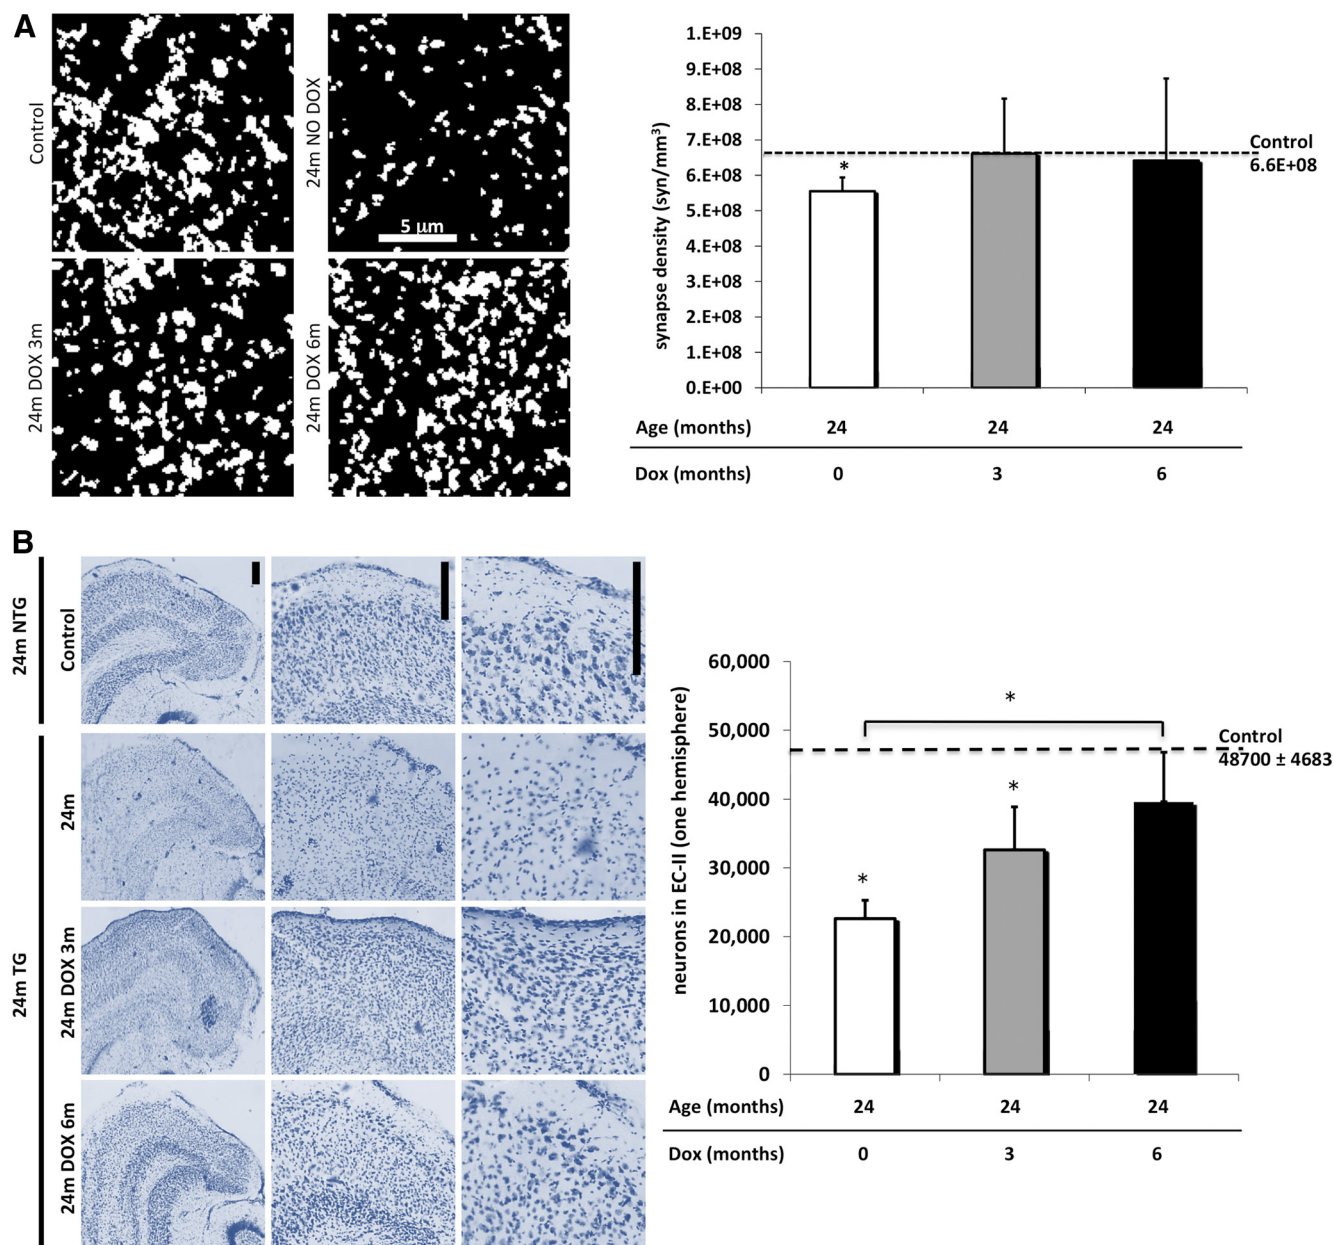 A
Control
24m NO DOX
5 µm
24m DOX 3m
24m DOX 6m
synapse density (syn/mm³)
1.E+09
9.E+08
8.E+08
7.E+08
6.E+08
5.E+08
4.E+08
3.E+08
2.E+08
1.E+08
0.E+00
*
Control
6.6E+08
Age (months) 24 24 24
Dox (months) 0 3 6
B
24m NTG
Control
24m TG
24m
24m DOX 3m
24m DOX 6m
neurons in EC-II (one hemisphere)
60,000
50,000
40,000
30,000
20,000
10,000
0
*
*
*
Control
48700 ± 4683
Age (months) 24 24 24
Dox (months) 0 3 6